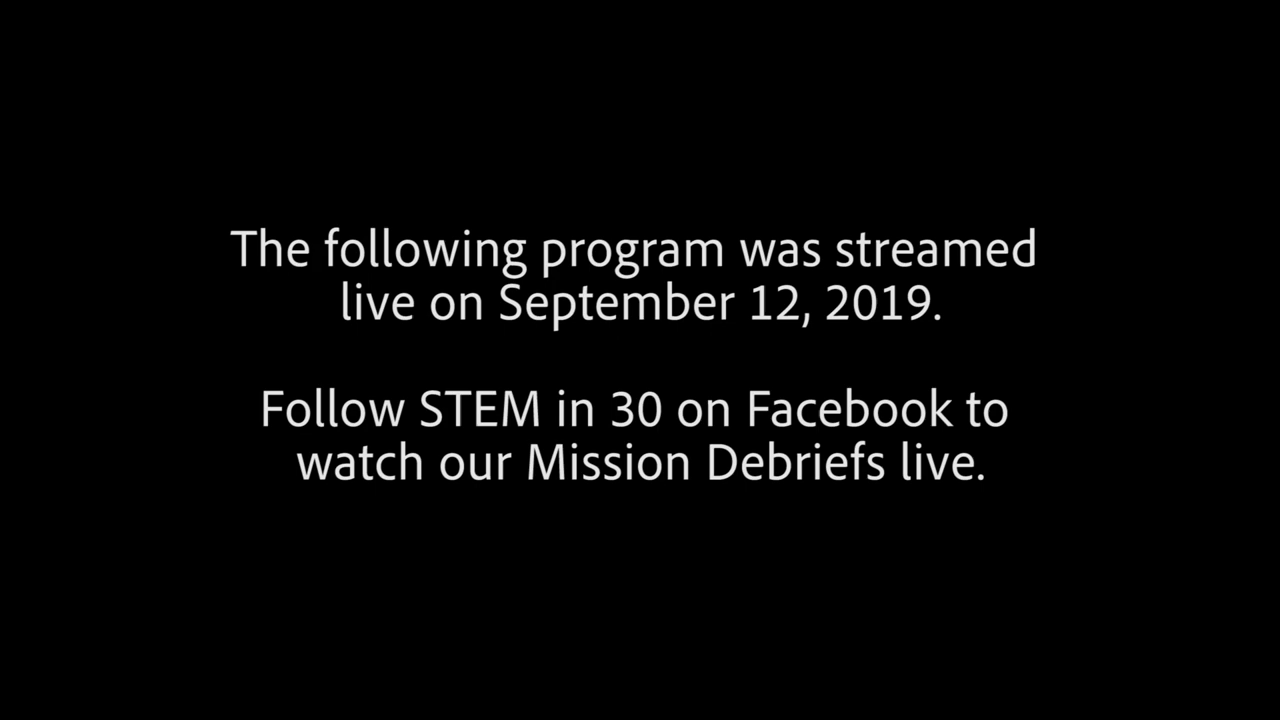 The following program was streamed
live on September 12, 2019.
Follow STEM in 30 on Facebook to
watch our Mission Debriefs live.